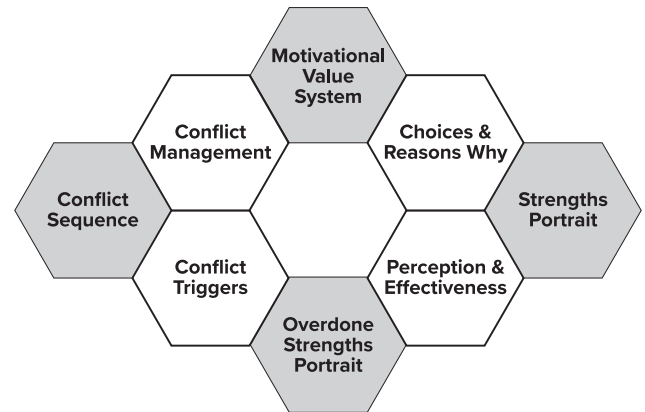 Motivational
Value
System
Conflict
Management
Choices &
Reasons Why
Conflict
Sequence
Strengths
Portrait
Conflict
Triggers
Perception &
Effectiveness
Overdone
Strengths
Portrait